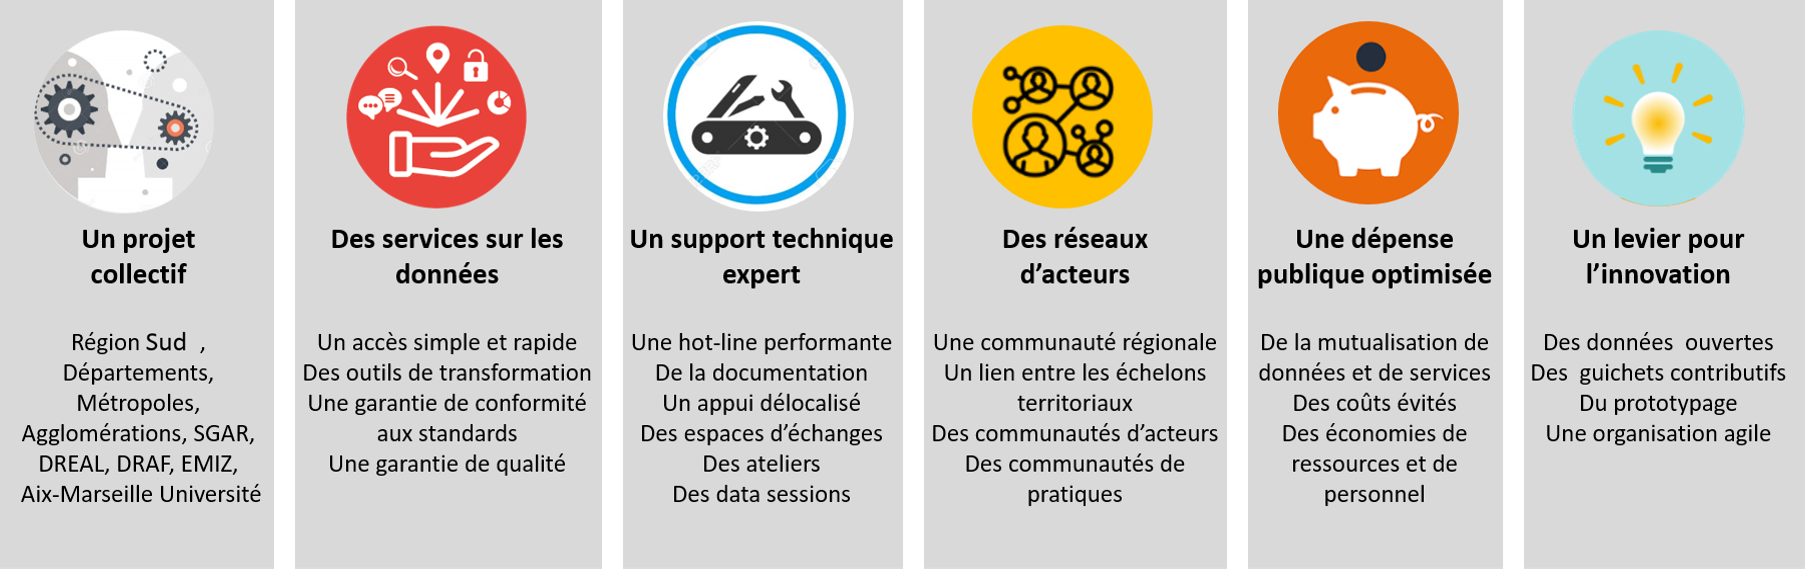 Un projet
collectif
Région Sud ,
Départements,
Métropoles,
Agglomérations, SGAR,
DREAL, DRAF, EMIZ,
Aix-Marseille Université
Des services sur les
données
Un accès simple et rapide
Des outils de transformation
Une garantie de conformité
aux standards
Une garantie de qualité
Un support technique
expert
Une hot-line performante
De la documentation
Un appui délocalisé
Des espaces d’échanges
Des ateliers
Des data sessions
Des réseaux
d’acteurs
Une communauté régionale
Un lien entre les échelons
territoriaux
Des communautés d’acteurs
Des communautés de
pratiques
Une dépense
publique optimisée
De la mutualisation de
données et de services
Des coûts évités
Des économies de
ressources et de
personnel
Un levier pour
l’innovation
Des données ouvertes
Des guichets contributifs
Du prototypage
Une organisation agile